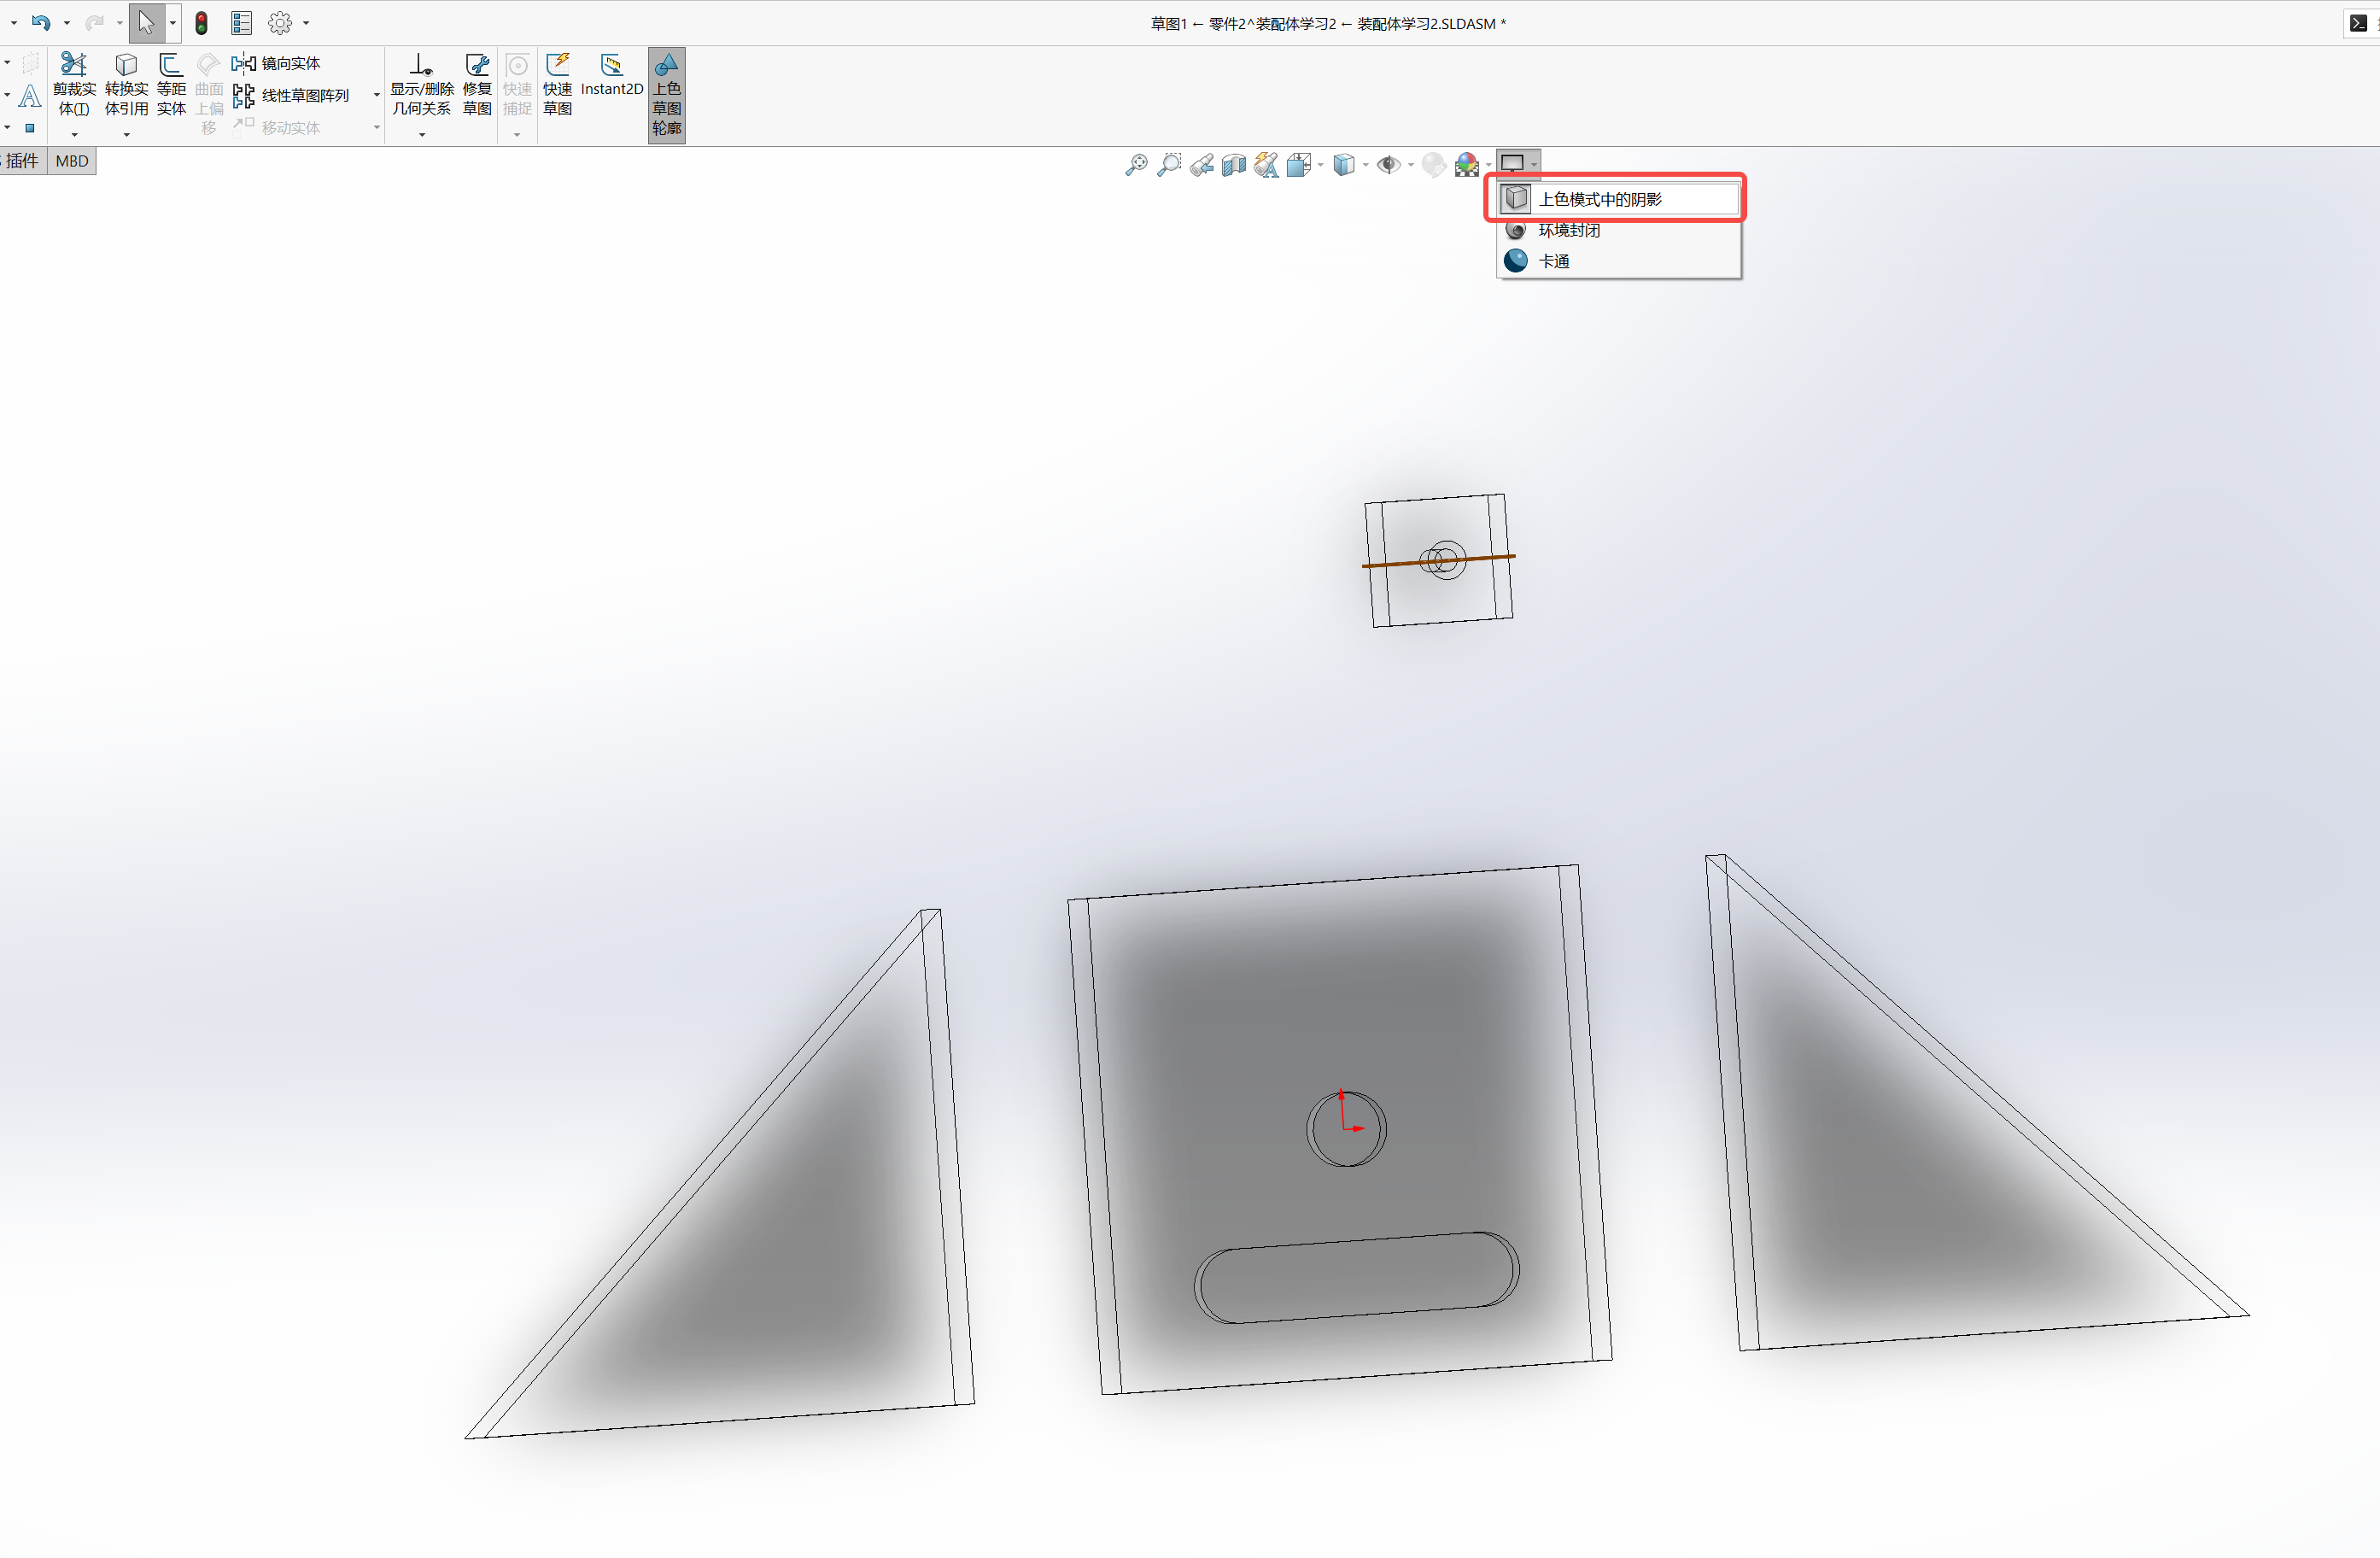 草图1 ← 零件2^装配体学习2 ← 装配体学习2.SLDASM *
剪裁实
体(T)
转换实
体引用
等距
实体
曲面
上偏
移
镜向实体
线性草图阵列
移动实体
显示/删除
几何关系
修复
草图
快速
捕捉
快速
草图
Instant2D
上色
草图
轮廓
插件
MBD
上色模式中的阴影
环境封闭
卡通